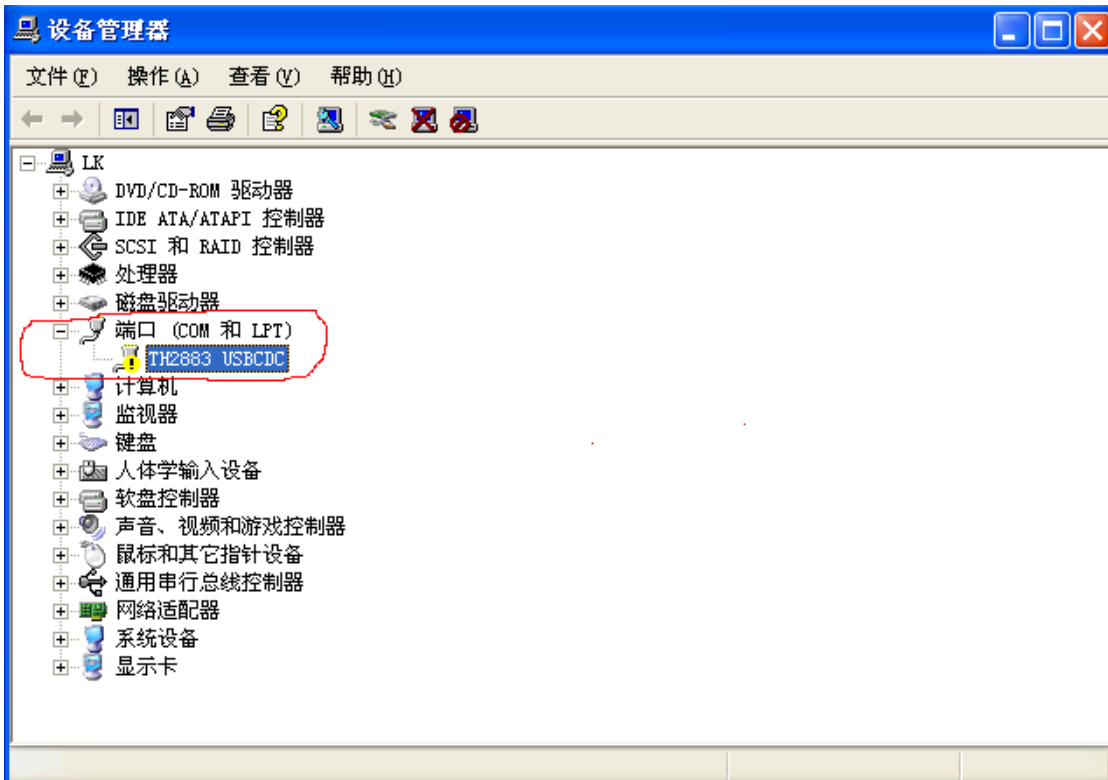 设备管理器
文件(F) 操作(A) 查看(V) 帮助(H)
LK
DVD/CD-ROM 驱动器
IDE ATA/ATAPI 控制器
SCSI 和 RAID 控制器
处理器
磁盘驱动器
端口 (COM 和 LPT)
TH2883 USBCDC
计算机
监视器
键盘
人体学输入设备
软盘控制器
声音、视频和游戏控制器
鼠标和其它指针设备
通用串行总线控制器
网络适配器
系统设备
显示卡